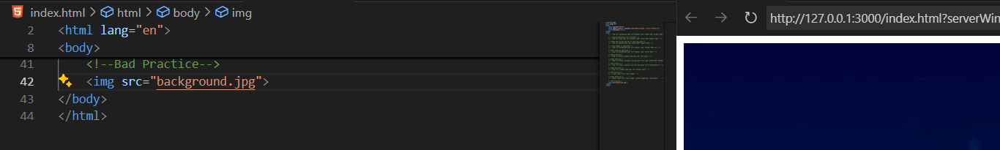 index.html > html > body > img
2 <html lang="en">
8 <body>
41 <!--Bad Practice-->
42 <img src="background.jpg">
43 </body>
44 </html>
http://127.0.0.1:3000/index.html?serverWin